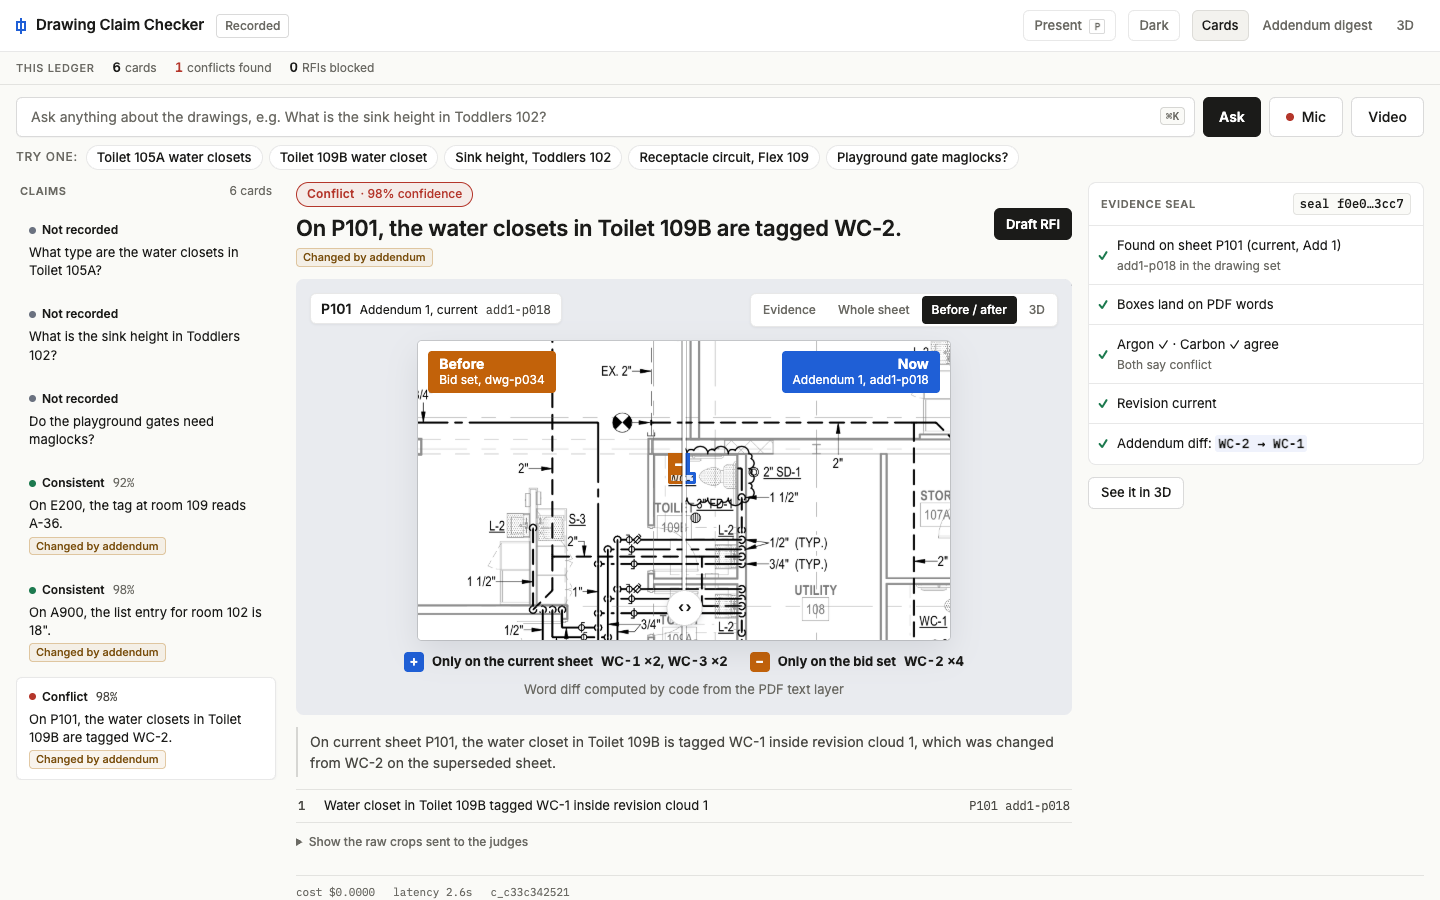 Drawing Claim Checker
Recorded
Present P
Dark
Cards
Addendum digest
3D
THIS LEDGER
6 cards
1 conflicts found
0 RFIs blocked
Ask anything about the drawings, e.g. What is the sink height in Toddlers 102?
⌘K
Ask
Mic
Video
TRY ONE:
Toilet 105A water closets
Toilet 109B water closet
Sink height, Toddlers 102
Receptacle circuit, Flex 109
Playground gate maglocks?
CLAIMS
6 cards
Not recorded
What type are the water closets in
Toilet 105A?
Not recorded
What is the sink height in Toddlers
102?
Not recorded
Do the playground gates need
maglocks?
Consistent 92%
On E200, the tag at room 109 reads
A-36.
Changed by addendum
Consistent 98%
On A900, the list entry for room 102 is
18".
Changed by addendum
Conflict 98%
On P101, the water closets in Toilet
109B are tagged WC-2.
Changed by addendum
Conflict · 98% confidence
On P101, the water closets in Toilet 109B are tagged WC-2.
Changed by addendum
Draft RFI
P101 Addendum 1, current add1-p018
Evidence
Whole sheet
Before / after
3D
Before
Bid set, dwg-p034
Now
Addendum 1, add1-p018
EX. 2"
3/4
2"
2" SD-1
2"
1 1/2"
3" FD-1
TOILET
109B
STOR
107A
L-2
S-3
2"
L-2
1/2" (TYP.)
3/4" (TYP.)
2"
1 1/2"
1"
UTILITY
108
WC-1
1/2"
3/4"
109A
L-2
‹›
+ Only on the current sheet WC-1 ×2, WC-3 ×2
− Only on the bid set WC-2 ×4
Word diff computed by code from the PDF text layer
On current sheet P101, the water closet in Toilet 109B is tagged WC-1 inside revision cloud 1, which was changed
from WC-2 on the superseded sheet.
1 Water closet in Toilet 109B tagged WC-1 inside revision cloud 1 P101 add1-p018
Show the raw crops sent to the judges
cost $0.0000 latency 2.6s c_c33c342521
EVIDENCE SEAL
seal f0e0…3cc7
Found on sheet P101 (current, Add 1)
add1-p018 in the drawing set
Boxes land on PDF words
Argon ✓ · Carbon ✓ agree
Both say conflict
Revision current
Addendum diff: WC-2 → WC-1
See it in 3D